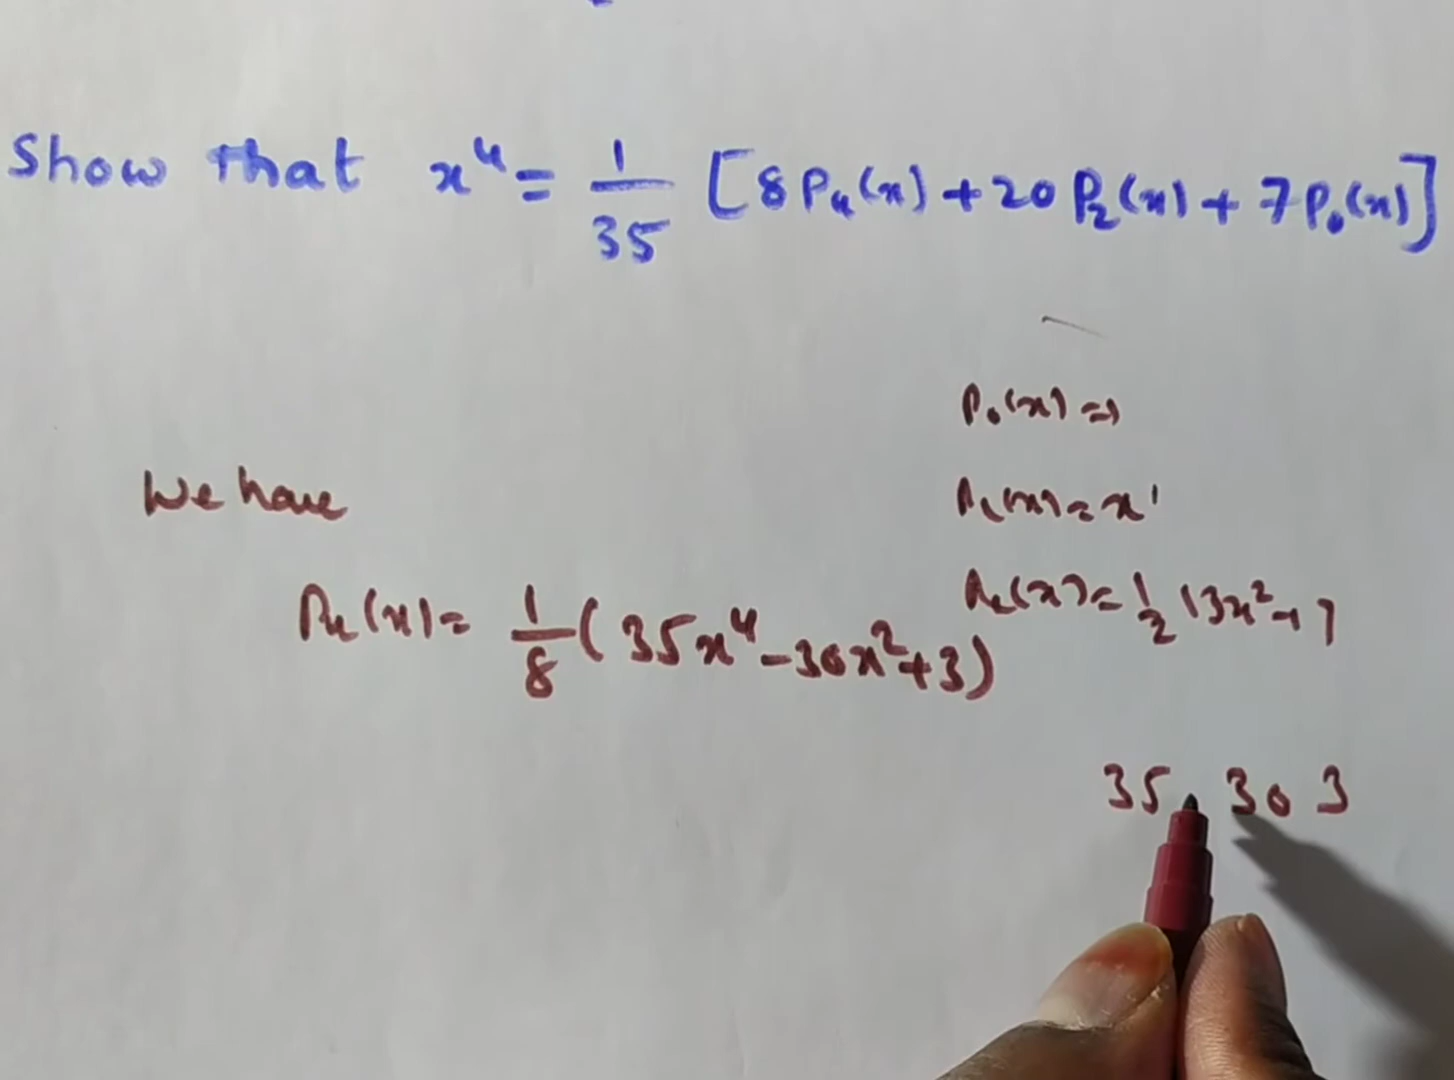 Show that x⁴ = 1/35 [8P₄(x) + 20P₂(x) + 7P₀(x)]
P₀(x) = 1
P₁(x) = x¹
We have
P₂(x) = 1/2 (3x² - 1)
P₄(x) = 1/8 (35x⁴ - 30x² + 3)
35 30 3